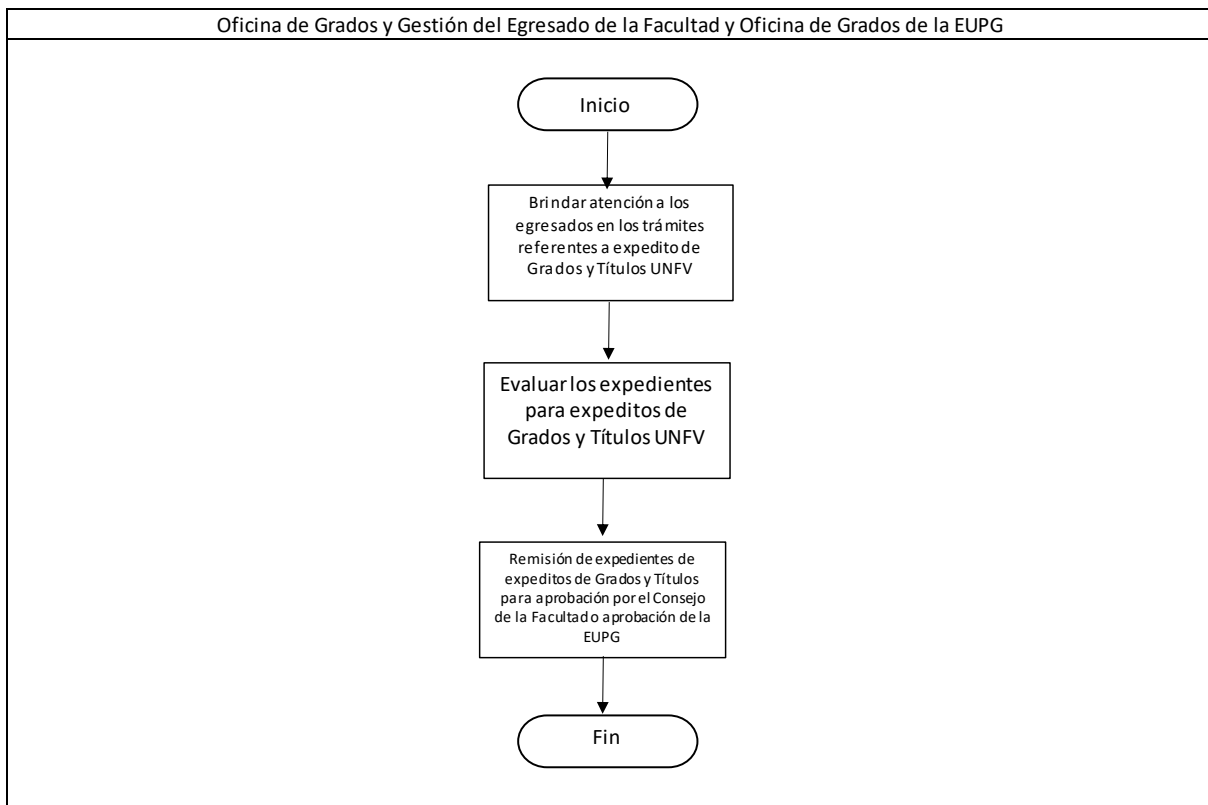 Oficina de Grados y Gestión del Egresado de la Facultad y Oficina de Grados de la EUPG
Inicio
Brindar atención a los
egresados en los trámites
referentes a expedito de
Grados y Títulos UNFV
Evaluar los expedientes
para expeditos de
Grados y Títulos UNFV
Remisión de expedientes de
expeditos de Grados y Títulos
para aprobación por el Consejo
de la Facultad o aprobación de la
EUPG
Fin